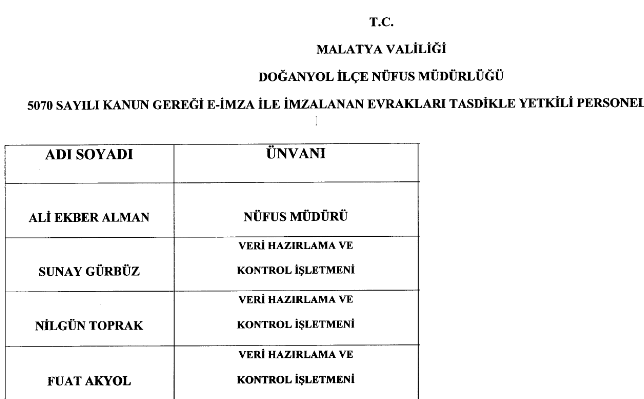 T.C.
MALATYA VALİLİĞİ
DOĞANYOL İLÇE NÜFUS MÜDÜRLÜĞÜ
5070 SAYILI KANUN GEREĞİ E-İMZA İLE İMZALANAN EVRAKLARI TASDİKLE YETKİLİ PERSONEL
ADI SOYADI ÜNVANI
ALİ EKBER ALMAN NÜFUS MÜDÜRÜ
VERİ HAZIRLAMA VE
SUNAY GÜRBÜZ KONTROL İŞLETMENİ
VERİ HAZIRLAMA VE
NİLGÜN TOPRAK KONTROL İŞLETMENİ
VERİ HAZIRLAMA VE
FUAT AKYOL KONTROL İŞLETMENİ